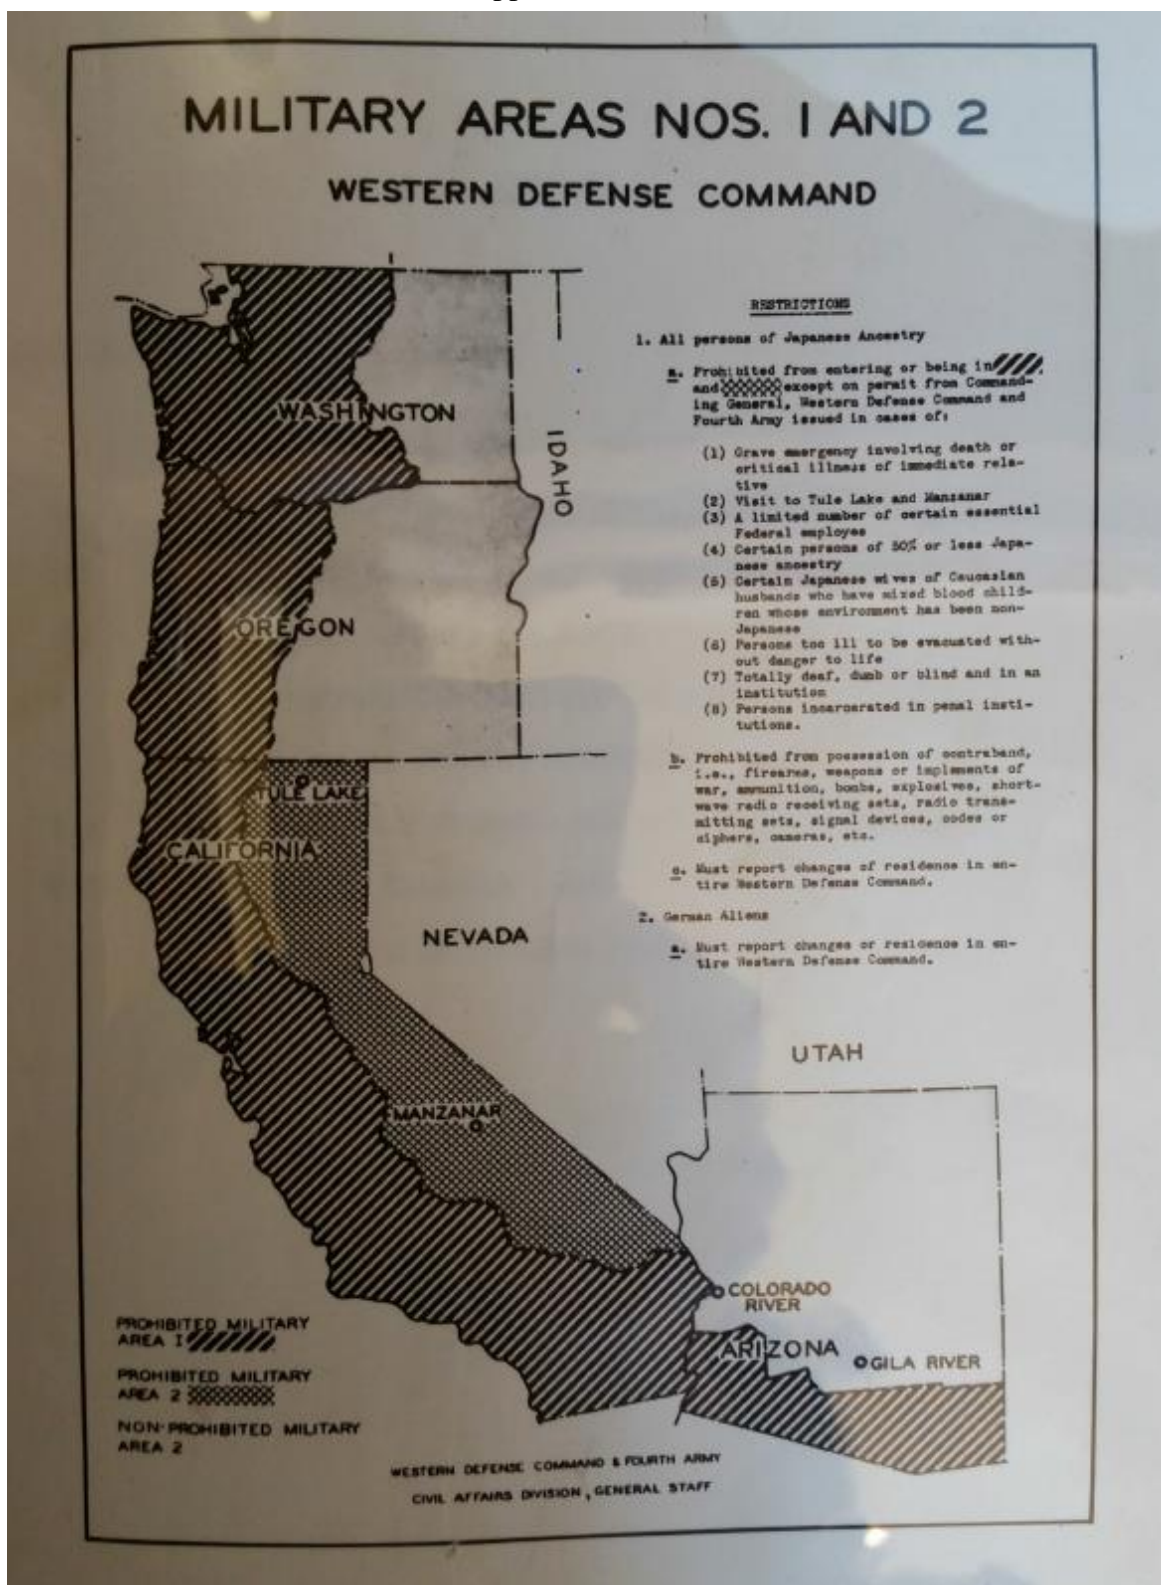 MILITARY AREAS NOS. 1 AND 2
WESTERN DEFENSE COMMAND
RESTRICTIONS
1. All persons of Japanese Ancestry
a. Prohibited from entering or being in
and except on permit from Command-
ing General, Western Defense Command and
Fourth Army issued in cases of:
(1) Grave emergency involving death or
critical illness of immediate rela-
tive
(2) Visit to Tule Lake and Manzanar
(3) A limited number of certain essential
Federal employee
(4) Certain persons of 50% or less Japa-
nese ancestry
(5) Certain Japanese wives of Caucasian
husbands who have mixed blood child-
ren whose environment has been non-
Japanese
(6) Persons too ill to be evacuated with-
out danger to life
(7) Totally deaf, dumb or blind and in an
institution
(8) Persons incarcerated in penal insti-
tutions.
b. Prohibited from possession of contraband,
i.e., firearms, weapons or implements of
war, ammunition, bombs, explosives, short-
wave radio receiving sets, radio trans-
mitting sets, signal devices, codes or
ciphers, cameras, etc.
c. Must report changes of residence in en-
tire Western Defense Command.
2. German Aliens
a. Must report changes or residence in en-
tire Western Defense Command.
WASHINGTON
IDAHO
OREGON
TULE LAKE
CALIFORNIA
NEVADA
UTAH
MANZANAR
COLORADO
RIVER
ARIZONA
GILA RIVER
PROHIBITED MILITARY
AREA 1
PROHIBITED MILITARY
AREA 2
NON-PROHIBITED MILITARY
AREA 2
WESTERN DEFENSE COMMAND & FOURTH ARMY
CIVIL AFFAIRS DIVISION, GENERAL STAFF